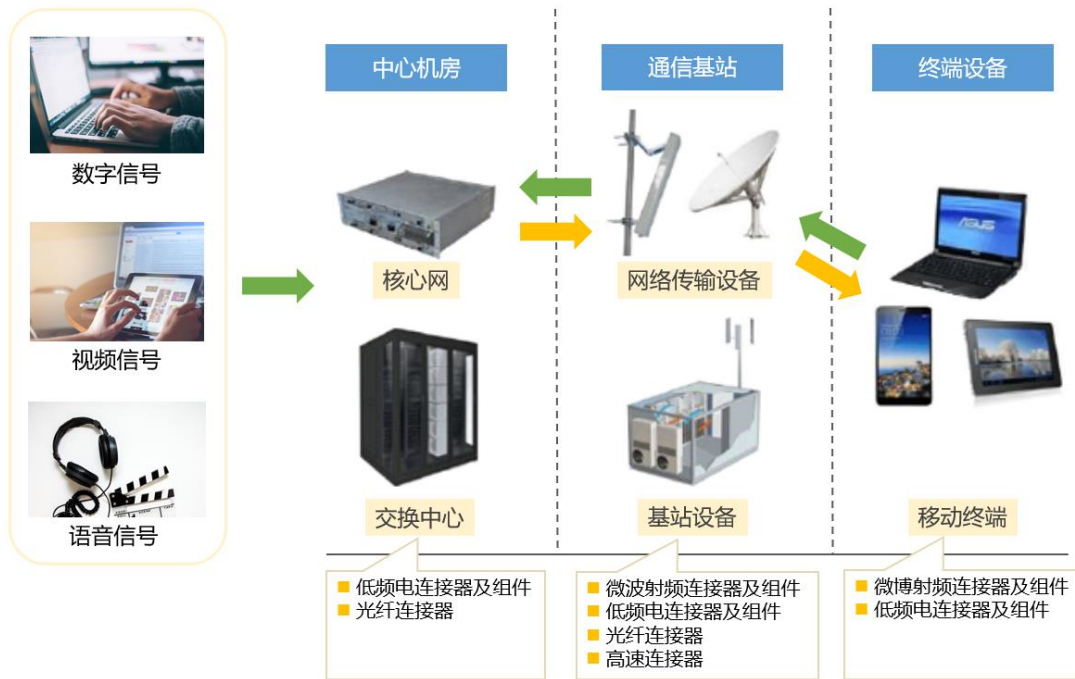 数字信号
视频信号
语音信号
中心机房
核心网
交换中心
低频电连接器及组件
光纤连接器
通信基站
网络传输设备
基站设备
微波射频连接器及组件
低频电连接器及组件
光纤连接器
高速连接器
终端设备
ASUS
移动终端
微博射频连接器及组件
低频电连接器及组件